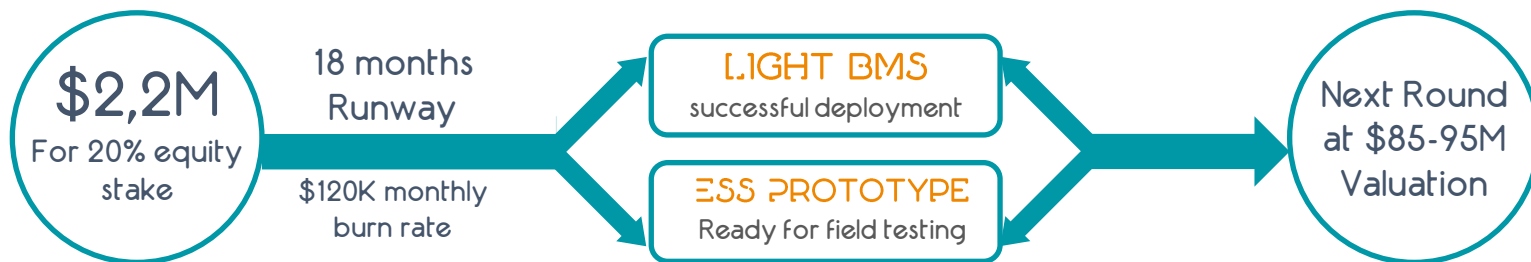 $2,2M
For 20% equity
stake
18 months
Runway
$120K monthly
burn rate
LIGHT BMS
successful deployment
ESS PROTOTYPE
Ready for field testing
Next Round
at $85-95M
Valuation